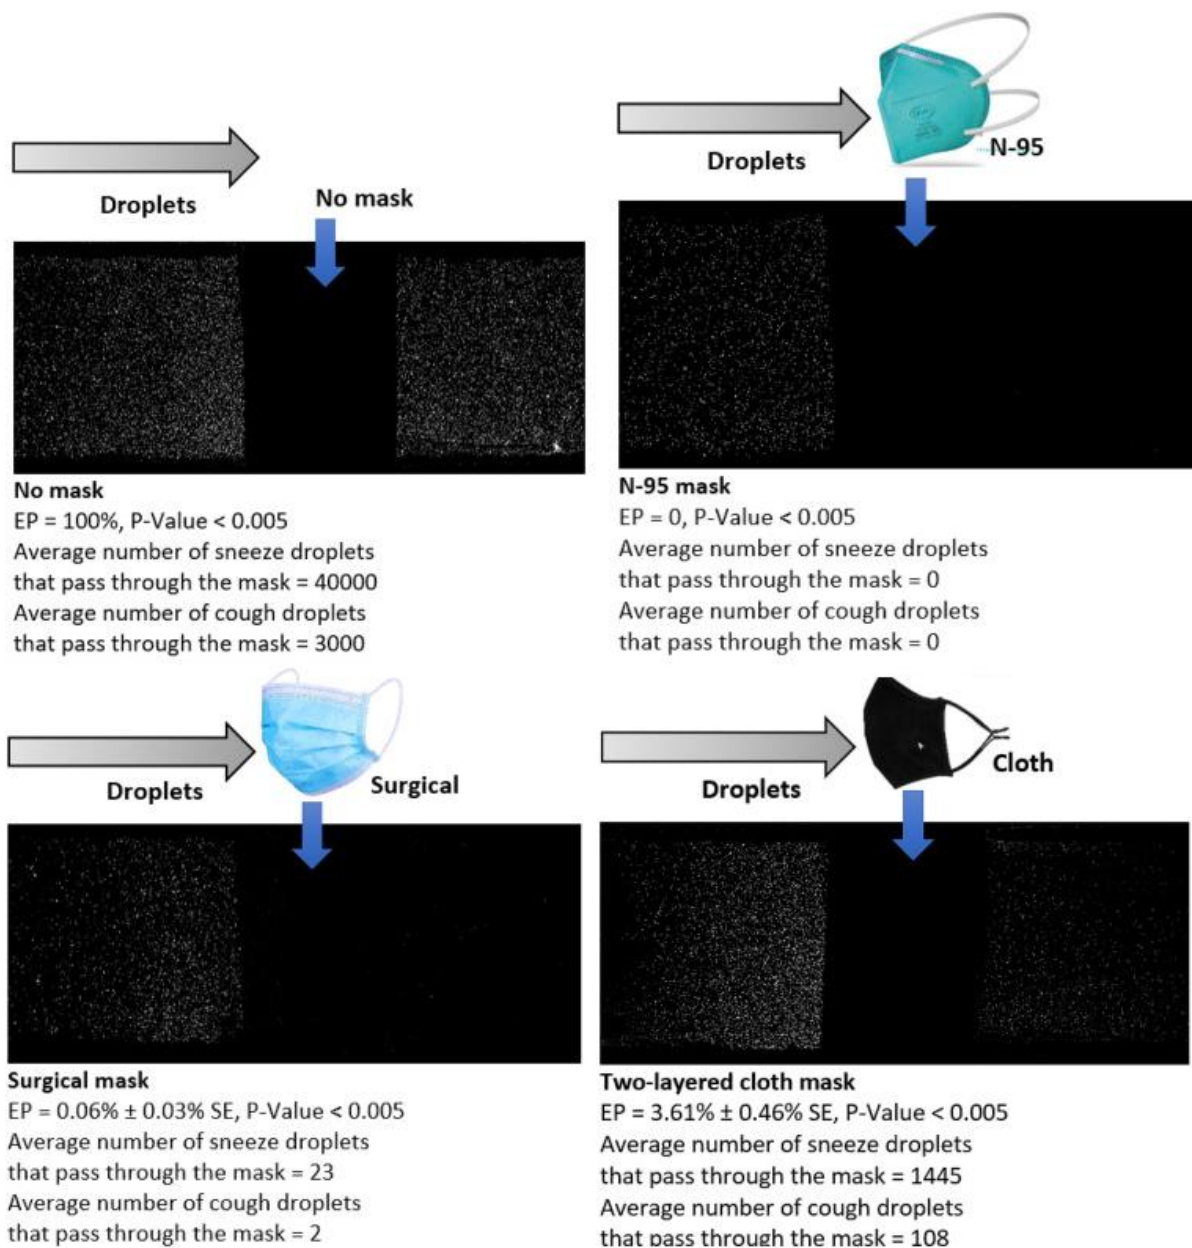 Droplets
No mask
No mask
EP = 100%, P-Value < 0.005
Average number of sneeze droplets
that pass through the mask = 40000
Average number of cough droplets
that pass through the mask = 3000
Droplets
N-95
N-95 mask
EP = 0, P-Value < 0.005
Average number of sneeze droplets
that pass through the mask = 0
Average number of cough droplets
that pass through the mask = 0
Droplets
Surgical
Surgical mask
EP = 0.06% ± 0.03% SE, P-Value < 0.005
Average number of sneeze droplets
that pass through the mask = 23
Average number of cough droplets
that pass through the mask = 2
Droplets
Cloth
Two-layered cloth mask
EP = 3.61% ± 0.46% SE, P-Value < 0.005
Average number of sneeze droplets
that pass through the mask = 1445
Average number of cough droplets
that pass through the mask = 108